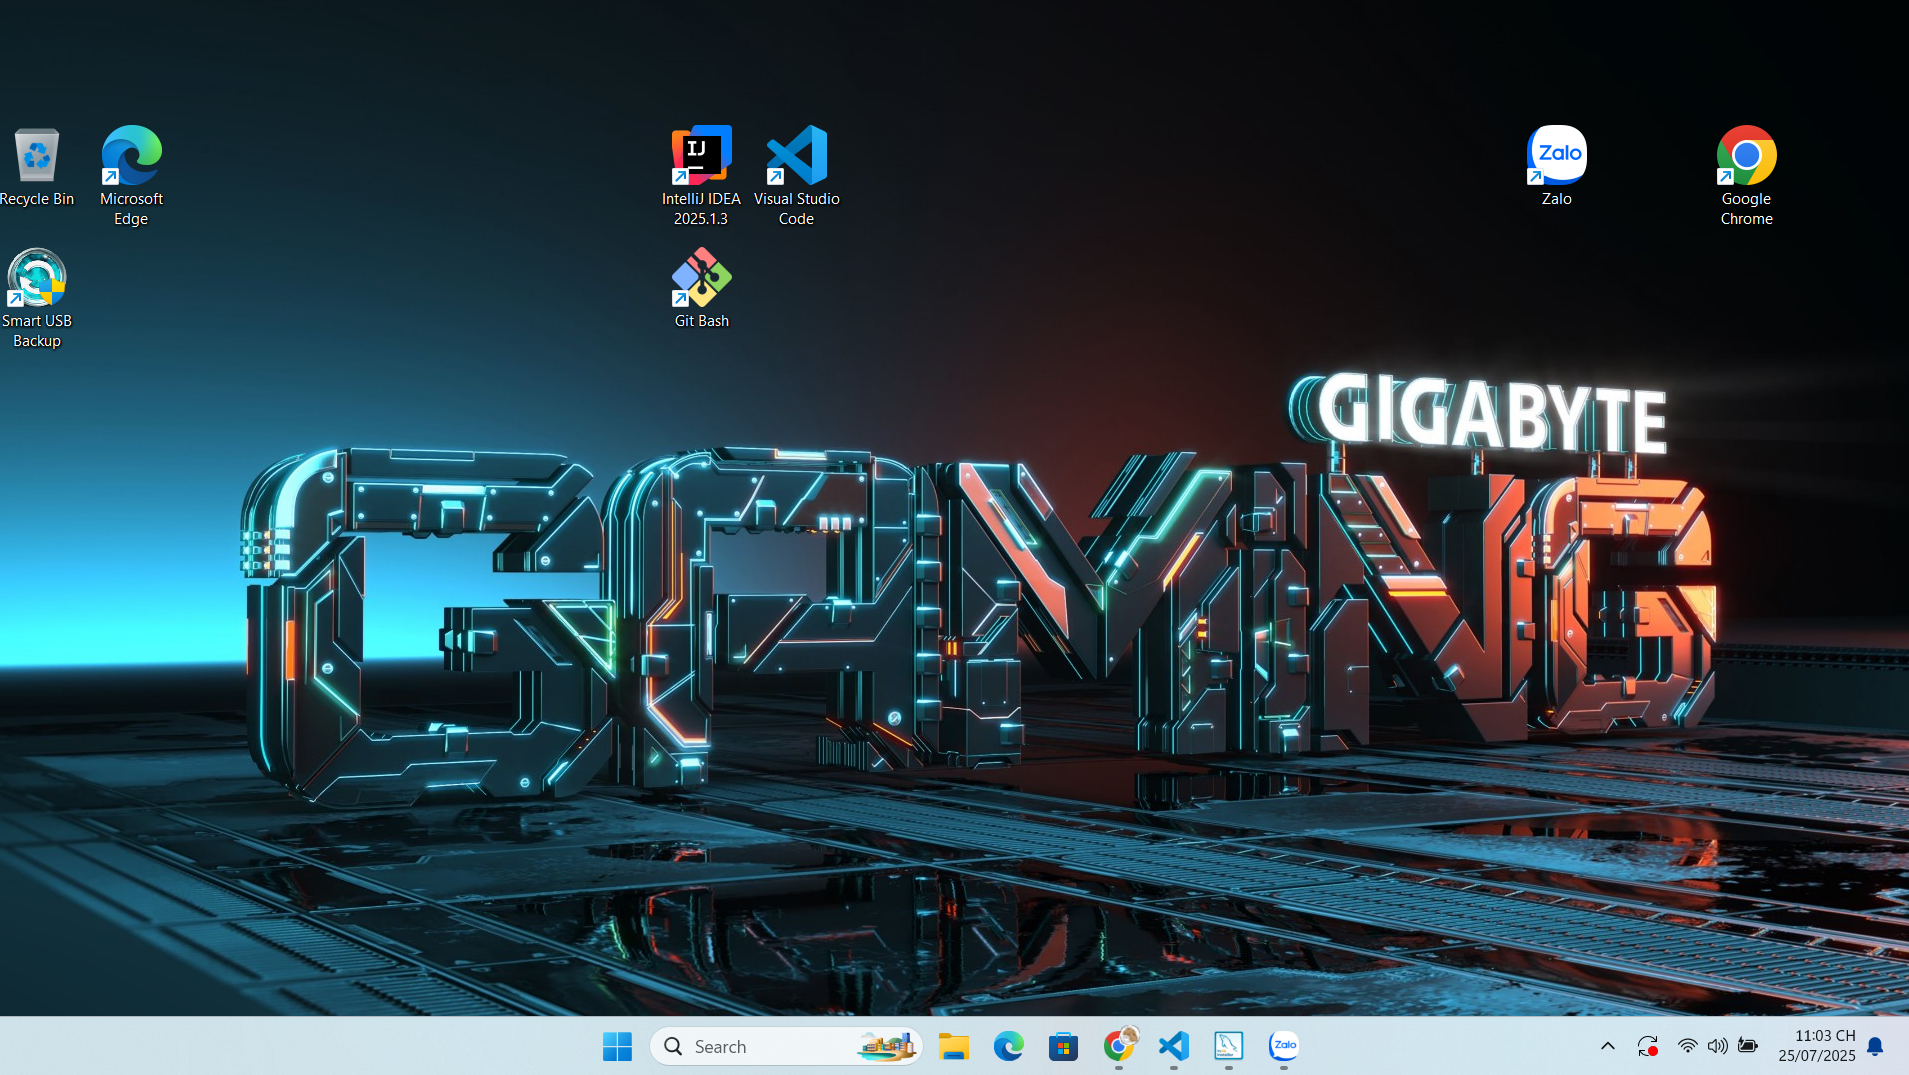 Recycle Bin
Microsoft
Edge
IJ
IntelliJ IDEA
2025.1.3
Visual Studio
Code
Zalo
Zalo
Google
Chrome
Smart USB
Backup
Git Bash
GIGABYTE
GAMING
Search
Zalo
11:03 CH
25/07/2025